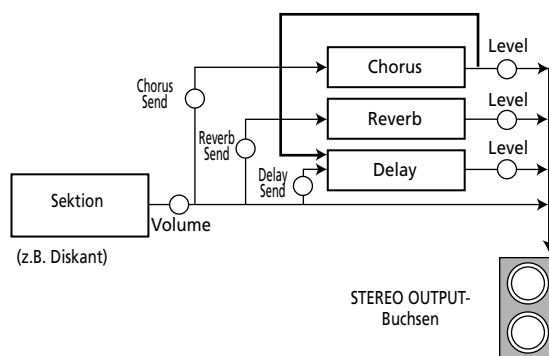 Level
Chorus
Chorus
Send
Level
Reverb
Reverb
Send
Level
Delay
Delay
Send
Sektion
Volume
(z.B. Diskant)
STEREO OUTPUT-
Buchsen